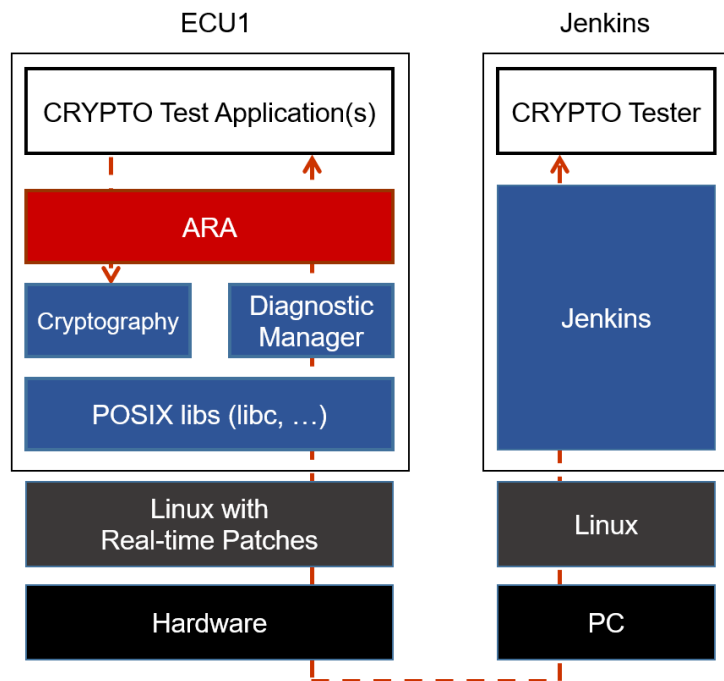 ECU1
CRYPTO Test Application(s)
ARA
Cryptography
Diagnostic
Manager
POSIX libs (libc, …)
Linux with
Real-time Patches
Hardware
Jenkins
CRYPTO Tester
Jenkins
Linux
PC